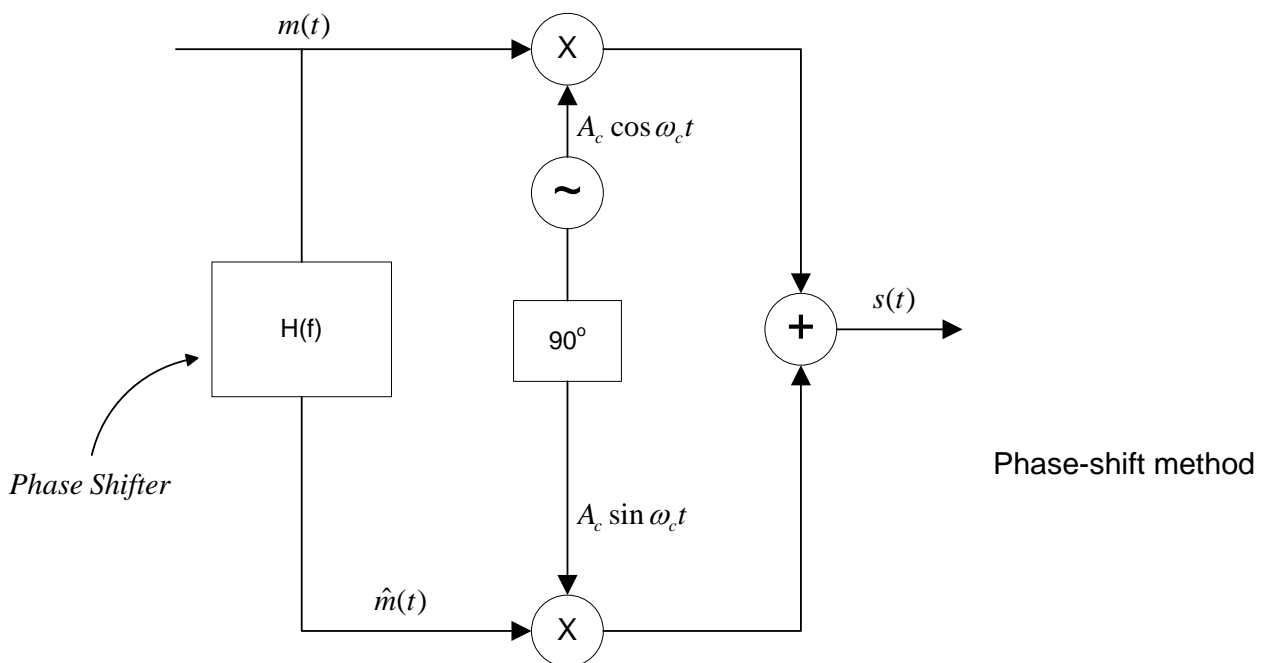 m(t)
X
A_c cos ω_c t
~
H(f)
90°
+
s(t)
Phase Shifter
Phase-shift method
A_c sin ω_c t
m̂(t)
X